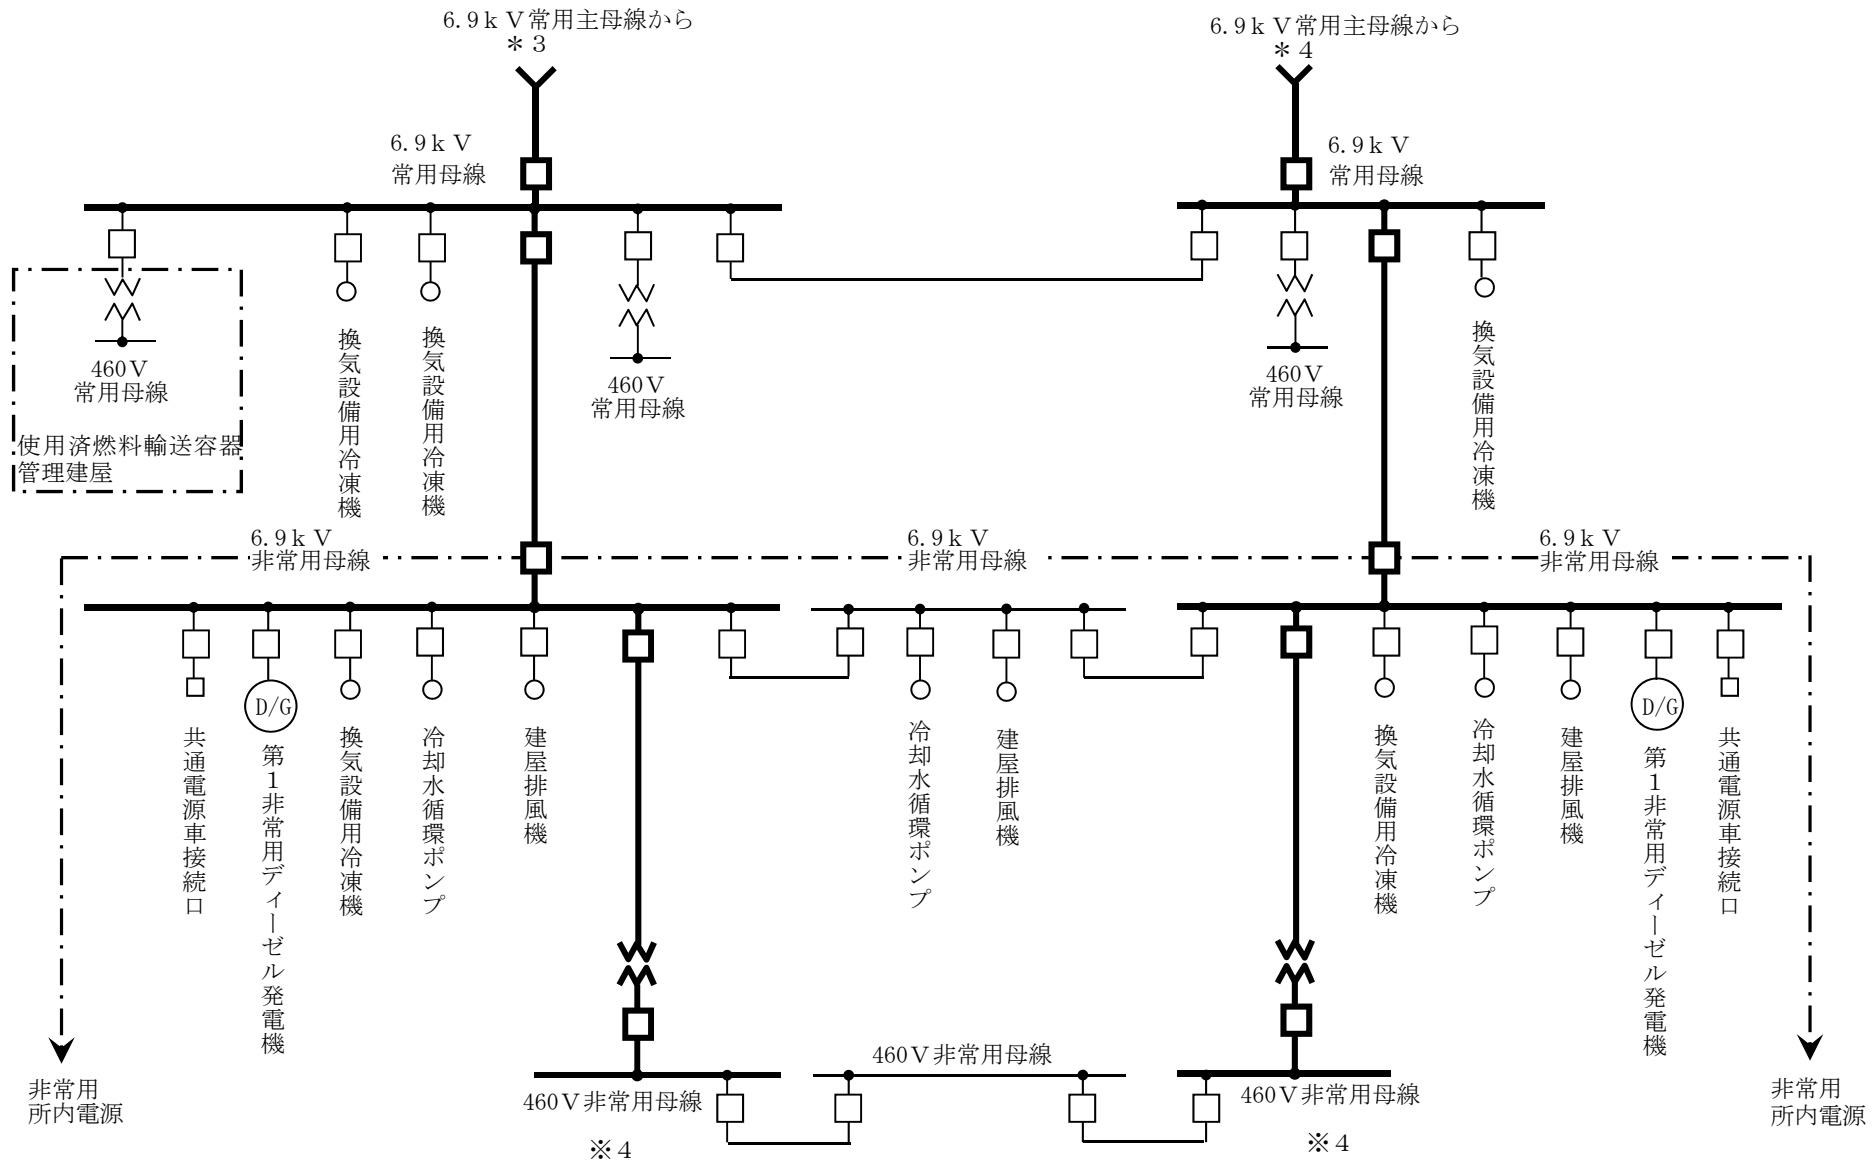 6.9ｋＶ常用主母線から
＊３
6.9ｋＶ常用主母線から
＊４
6.9ｋＶ
常用母線
6.9ｋＶ
常用母線
460Ｖ
常用母線
使用済燃料輸送容器
管理建屋
換気設備用冷凍機
換気設備用冷凍機
460Ｖ
常用母線
460Ｖ
常用母線
換気設備用冷凍機
6.9ｋＶ
非常用母線
6.9ｋＶ
非常用母線
6.9ｋＶ
非常用母線
D/G
D/G
共通電源車接続口
第１非常用ディーゼル発電機
換気設備用冷凍機
冷却水循環ポンプ
建屋排風機
冷却水循環ポンプ
建屋排風機
換気設備用冷凍機
冷却水循環ポンプ
建屋排風機
第１非常用ディーゼル発電機
共通電源車接続口
非常用
所内電源
460Ｖ非常用母線
※４
460Ｖ非常用母線
460Ｖ非常用母線
※４
非常用
所内電源